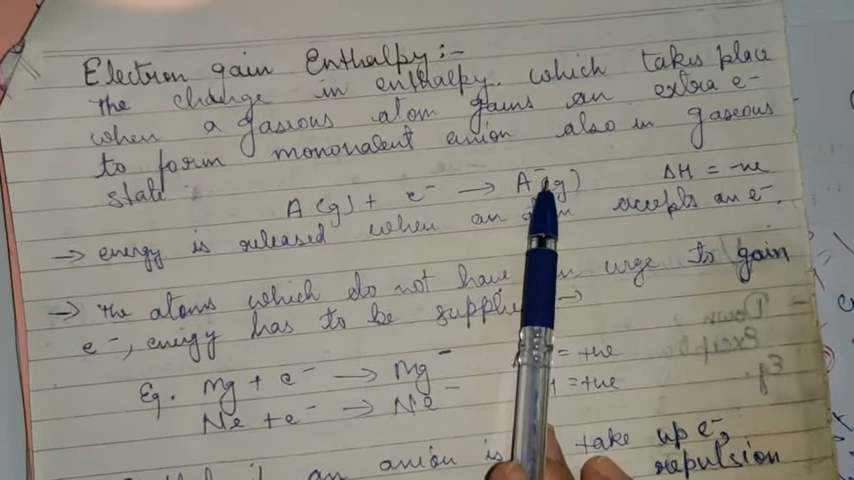 Electron gain Enthalpy :-
The change in enthalpy. which takes place
when a gaseous atom gains an extra e-
to form monovalent anion also in gaseous
state
A(g) + e⁻ → A⁻(g) ΔH = -ve
→ energy is released when an accepts an e⁻.
→ The atoms which do not have urge to gain
e⁻, energy has to be →
Eg. Mg + e⁻ → Mg⁻ = +ve
Ne + e⁻ → Ne⁻ = +ve
an anion is take up e⁻,
repulsion